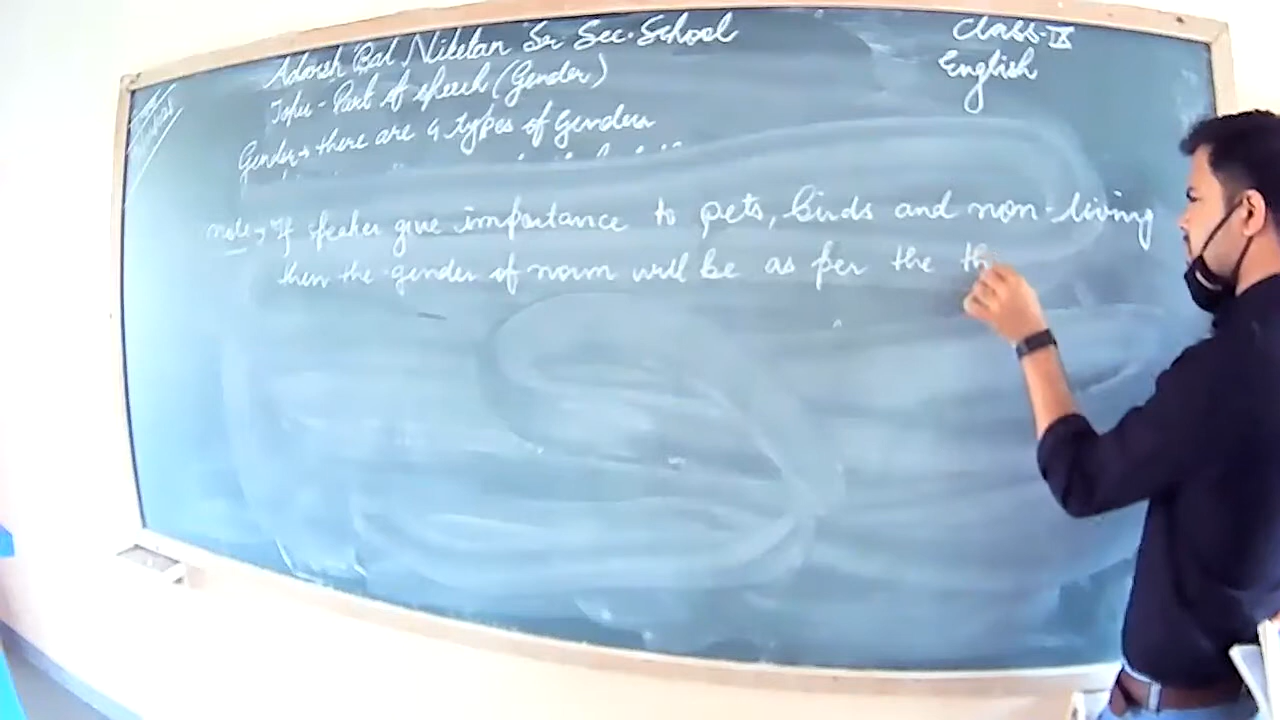 Adarsh Bal Niketan Sr Sec. School
Class-IX
English
Topic - Part of speech (Gender)
Gender → there are 4 types of Genders
note → If speaker give importance to pets, birds and non-living
then the gender of noun will be as per the th